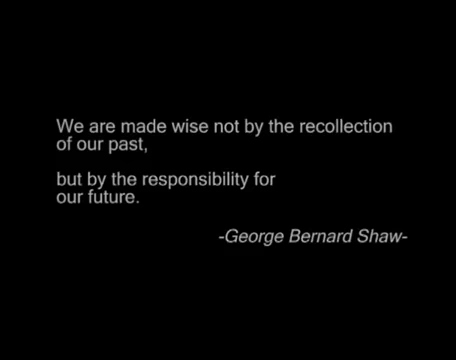 We are made wise not by the recollection
of our past,
but by the responsibility for
our future.
-George Bernard Shaw-